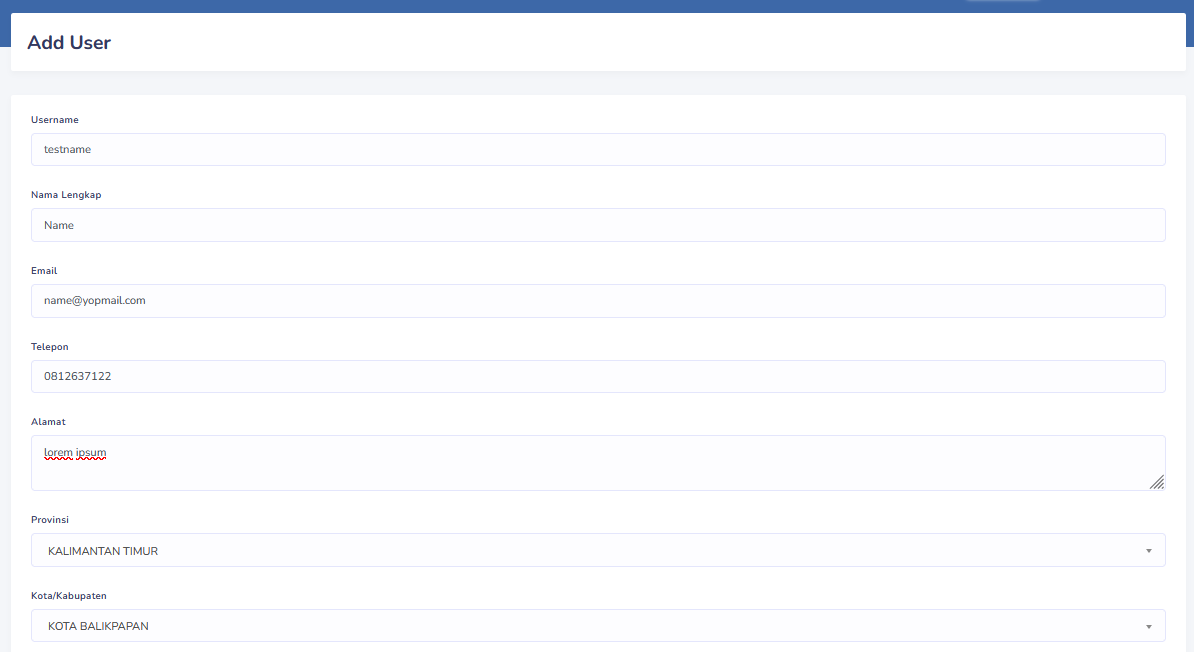 Add User
Username
testname
Nama Lengkap
Name
Email
name@yopmail.com
Telepon
0812637122
Alamat
lorem ipsum
Provinsi
KALIMANTAN TIMUR
Kota/Kabupaten
KOTA BALIKPAPAN